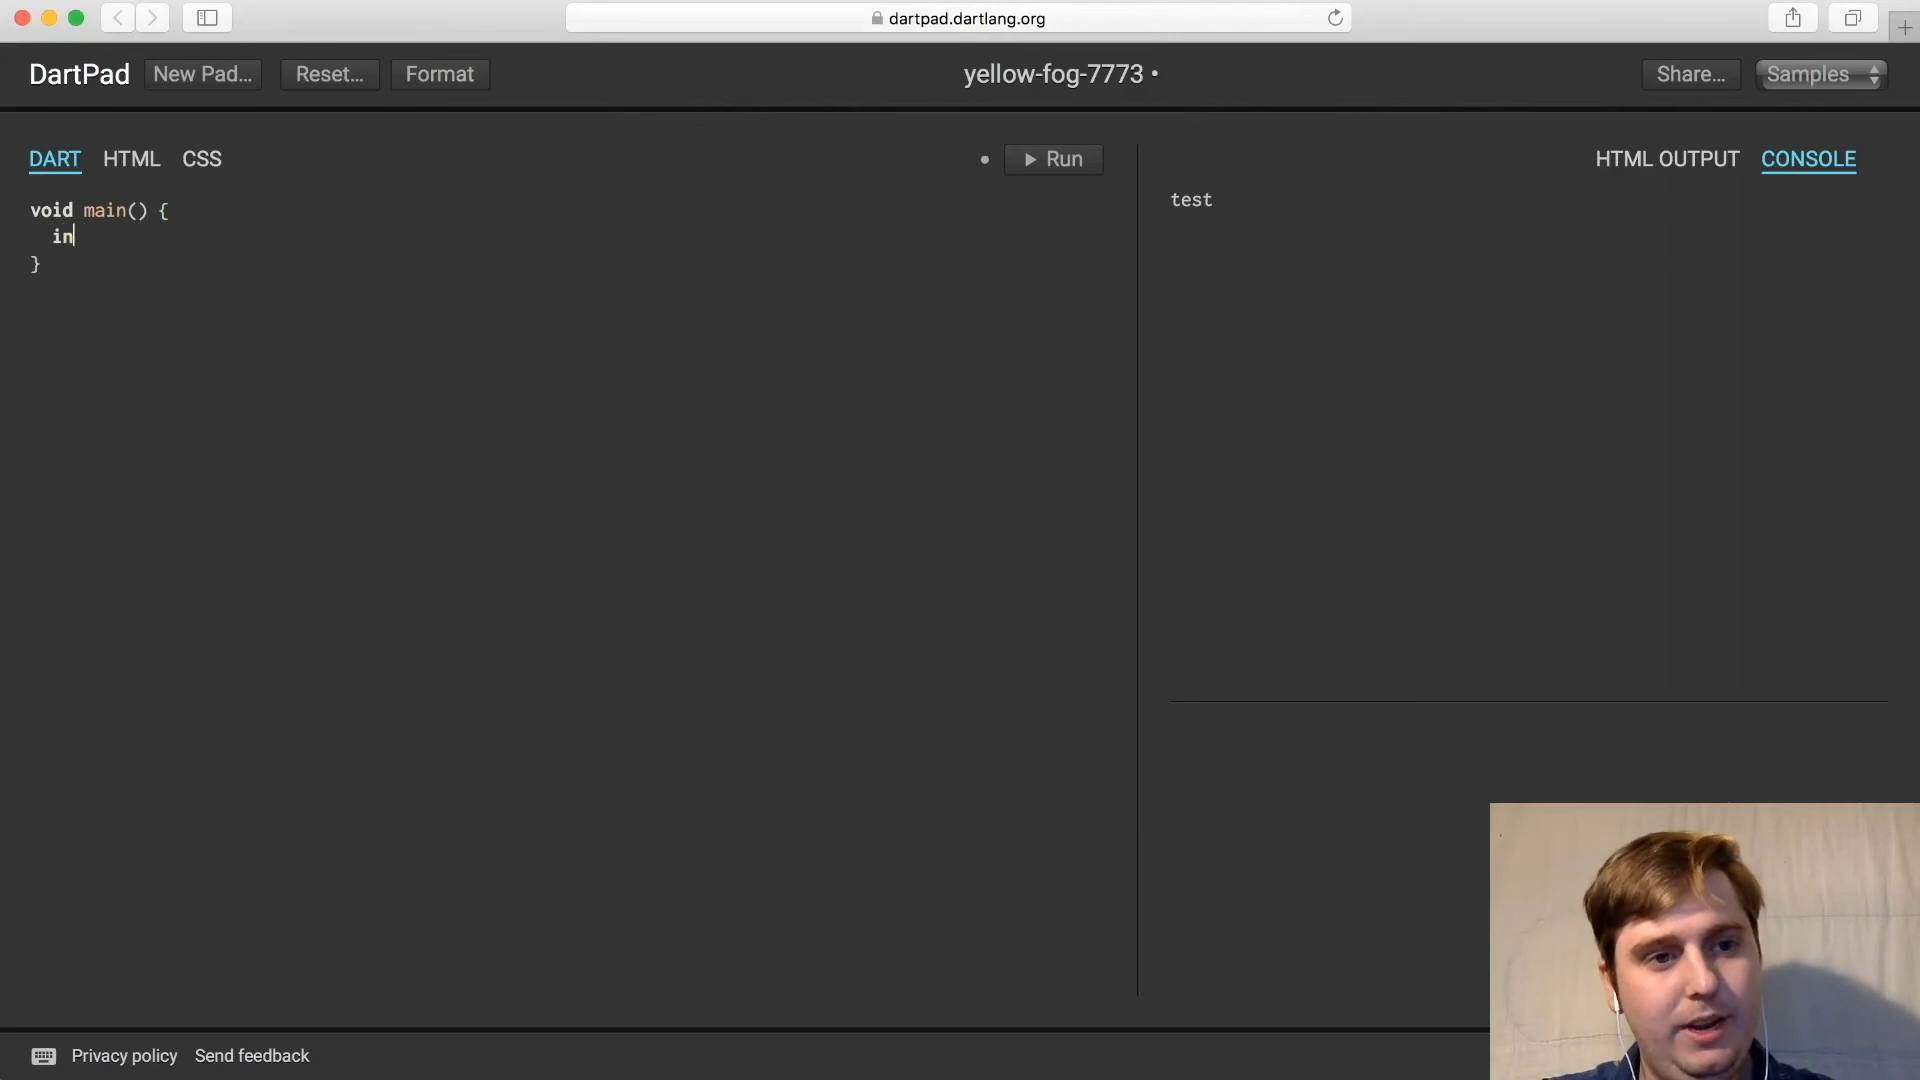 dartpad.dartlang.org
DartPad New Pad... Reset... Format yellow-fog-7773 • Share... Samples
DART HTML CSS • Run HTML OUTPUT CONSOLE
void main() {
  in
}
test
Privacy policy Send feedback